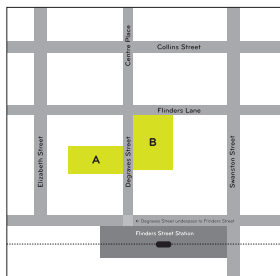 Collins Street
Centre Place
Flinders Lane
Elizabeth Street
A
Degraves Street
B
Swanston Street
← Degraves Street underpass to Flinders Street
Flinders Street Station